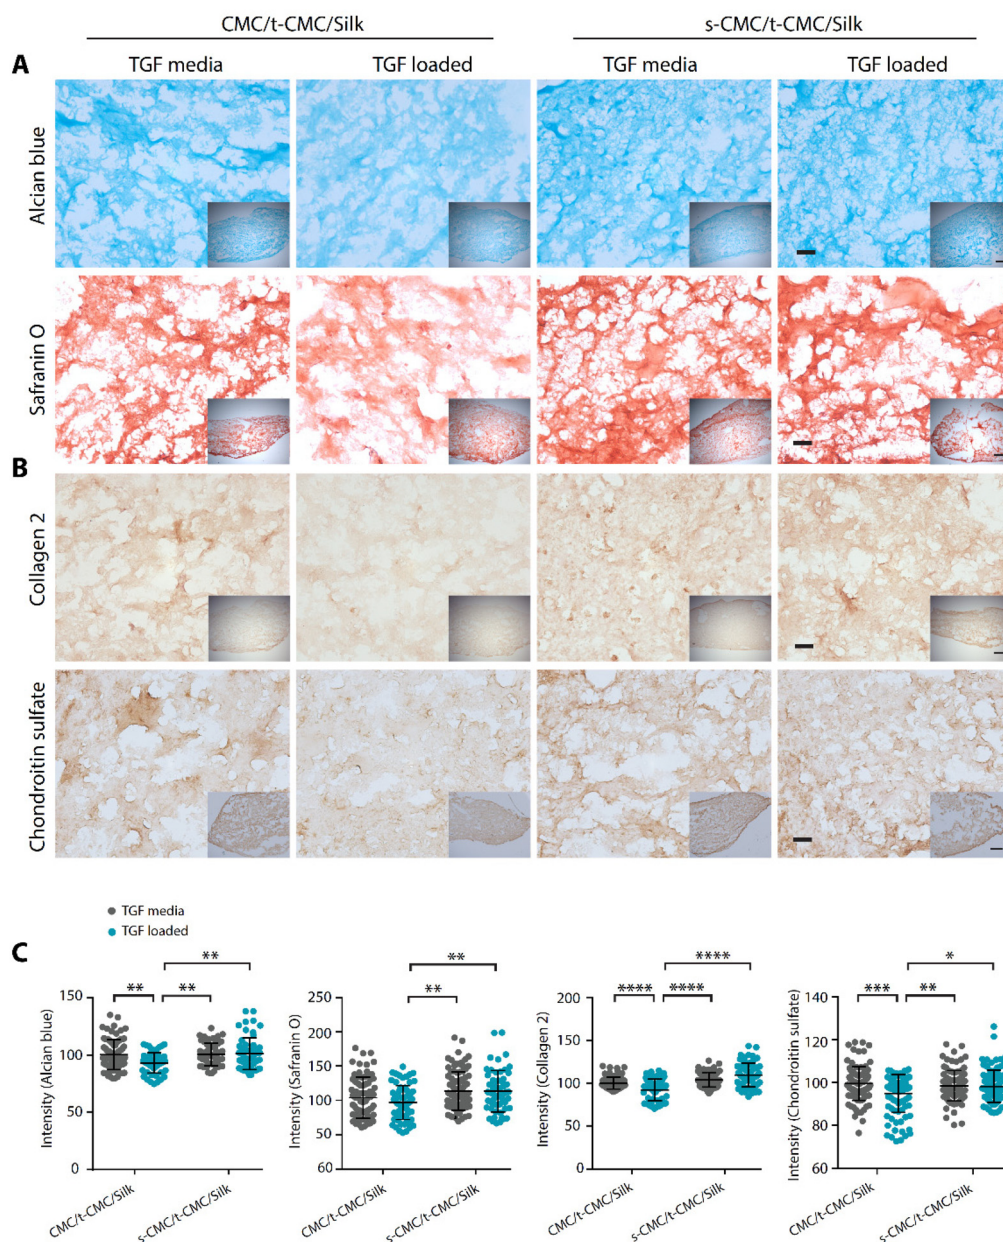 CMC/t-CMC/Silk
s-CMC/t-CMC/Silk
A
TGF media
TGF loaded
TGF media
TGF loaded
Alcian blue
Safranin O
B
Collagen 2
Chondroitin sulfate
TGF media
TGF loaded
C
Intensity (Alcian blue)
150
100
50
0
**
**
**
CMC/t-CMC/Silk
s-CMC/t-CMC/Silk
Intensity (Safranin O)
250
200
150
100
50
60
**
**
CMC/t-CMC/Silk
s-CMC/t-CMC/Silk
Intensity (Collagen 2)
200
150
100
50
0
****
****
****
CMC/t-CMC/Silk
s-CMC/t-CMC/Silk
Intensity (Chondroitin sulfate)
140
120
100
80
60
*
***
**
CMC/t-CMC/Silk
s-CMC/t-CMC/Silk